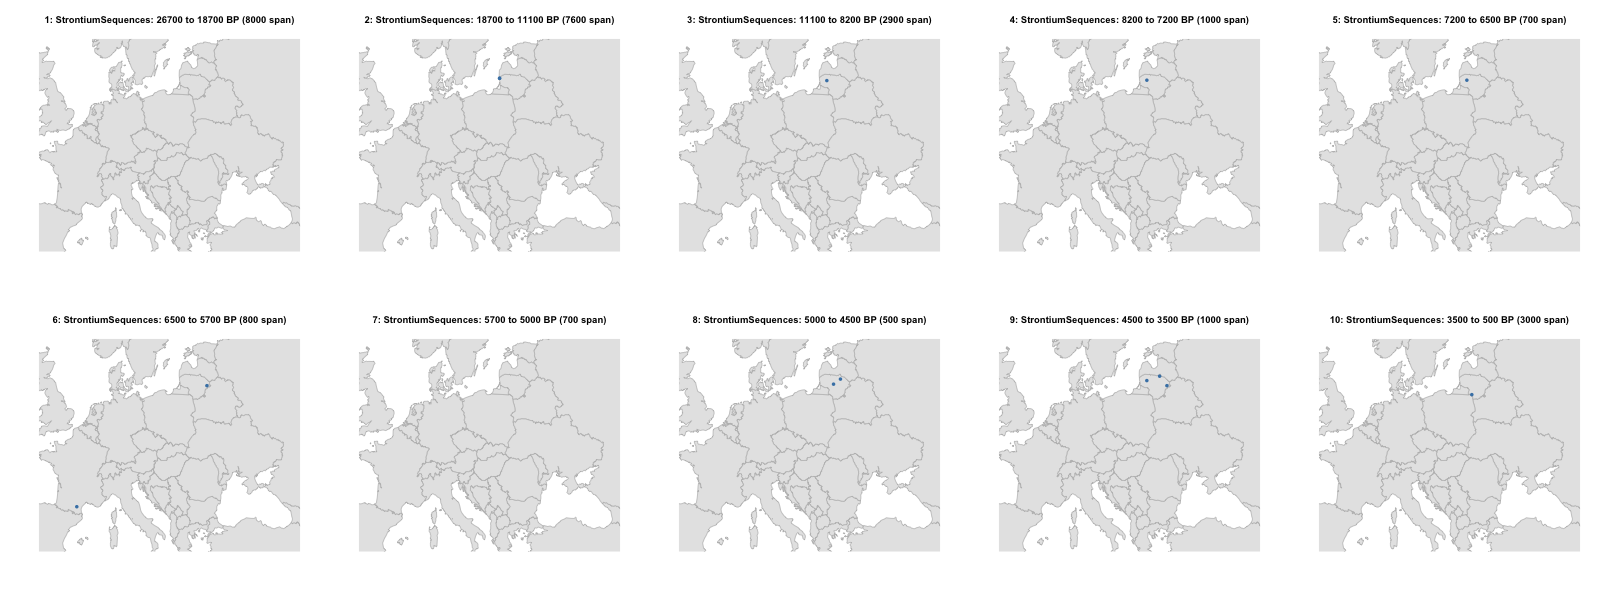 1: StrontiumSequences: 26700 to 18700 BP (8000 span)
2: StrontiumSequences: 18700 to 11100 BP (7600 span)
3: StrontiumSequences: 11100 to 8200 BP (2900 span)
4: StrontiumSequences: 8200 to 7200 BP (1000 span)
5: StrontiumSequences: 7200 to 6500 BP (700 span)
6: StrontiumSequences: 6500 to 5700 BP (800 span)
7: StrontiumSequences: 5700 to 5000 BP (700 span)
8: StrontiumSequences: 5000 to 4500 BP (500 span)
9: StrontiumSequences: 4500 to 3500 BP (1000 span)
10: StrontiumSequences: 3500 to 500 BP (3000 span)